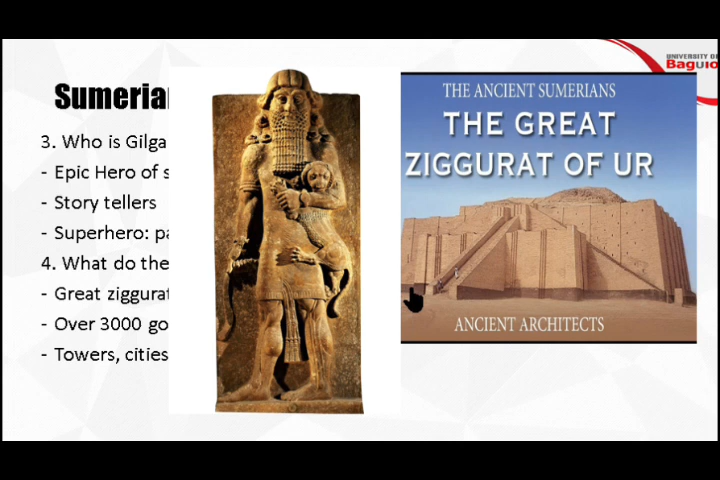 UNIVERSITY OF
Baguio
Sumeria
3. Who is Gilga
- Epic Hero of s
- Story tellers
- Superhero: pa
4. What do the
- Great ziggurat
- Over 3000 go
- Towers, cities
THE ANCIENT SUMERIANS
THE GREAT
ZIGGURAT OF UR
ANCIENT ARCHITECTS